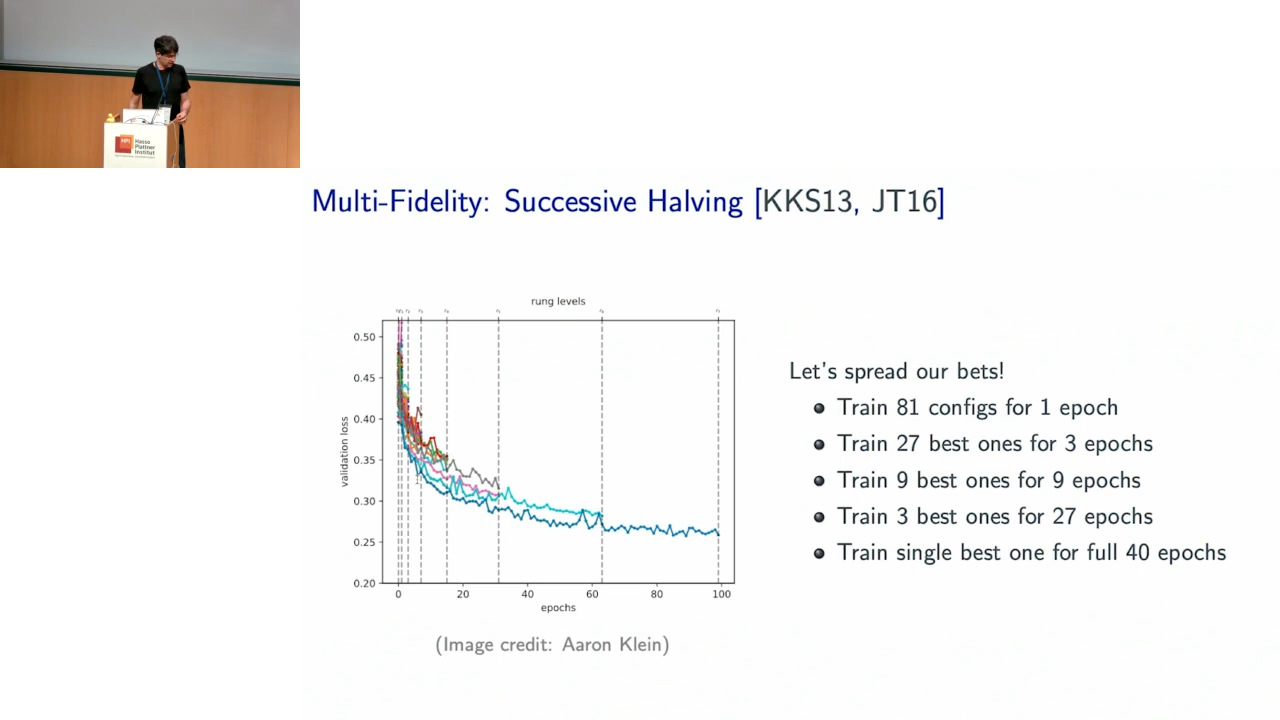 HPI Hasso
Plattner
Institut
Multi-Fidelity: Successive Halving [KKS13, JT16]
rung levels
0.50
0.45
0.40
0.35
0.30
0.25
0.20
validation loss
0 20 40 60 80 100
epochs
(Image credit: Aaron Klein)
Let's spread our bets!
Train 81 configs for 1 epoch
Train 27 best ones for 3 epochs
Train 9 best ones for 9 epochs
Train 3 best ones for 27 epochs
Train single best one for full 40 epochs